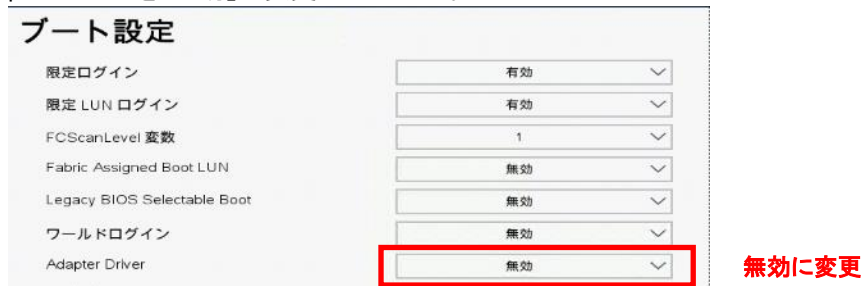 ブート設定
限定ログイン 有効
限定 LUN ログイン 有効
FCScanLevel 変数 1
Fabric Assigned Boot LUN 無効
Legacy BIOS Selectable Boot 無効
ワールドログイン 無効
Adapter Driver 無効 無効に変更